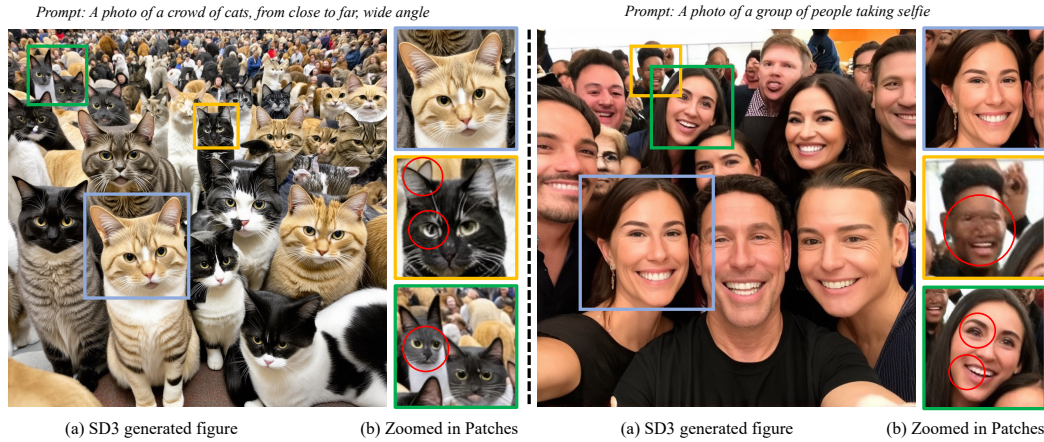 Prompt: A photo of a crowd of cats, from close to far, wide angle
Prompt: A photo of a group of people taking selfie
(a) SD3 generated figure
(b) Zoomed in Patches
(a) SD3 generated figure
(b) Zoomed in Patches